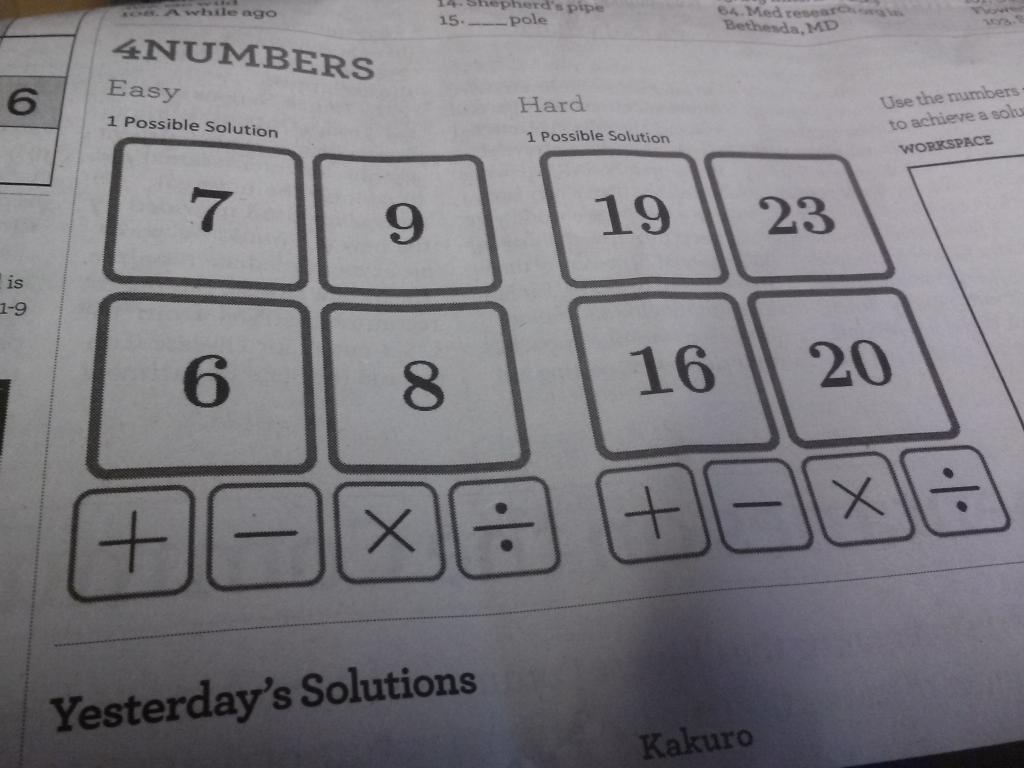 108. A while ago
14. Shepherd's pipe
15. ____ pole
64. Med research org in
Bethesda, MD
6
is
1-9
4NUMBERS
Easy
1 Possible Solution
7 9
6 8
+ − × ÷
Hard
1 Possible Solution
19 23
16 20
+ − × ÷
Use the numbers
to achieve a solu
WORKSPACE
Yesterday's Solutions
Kakuro